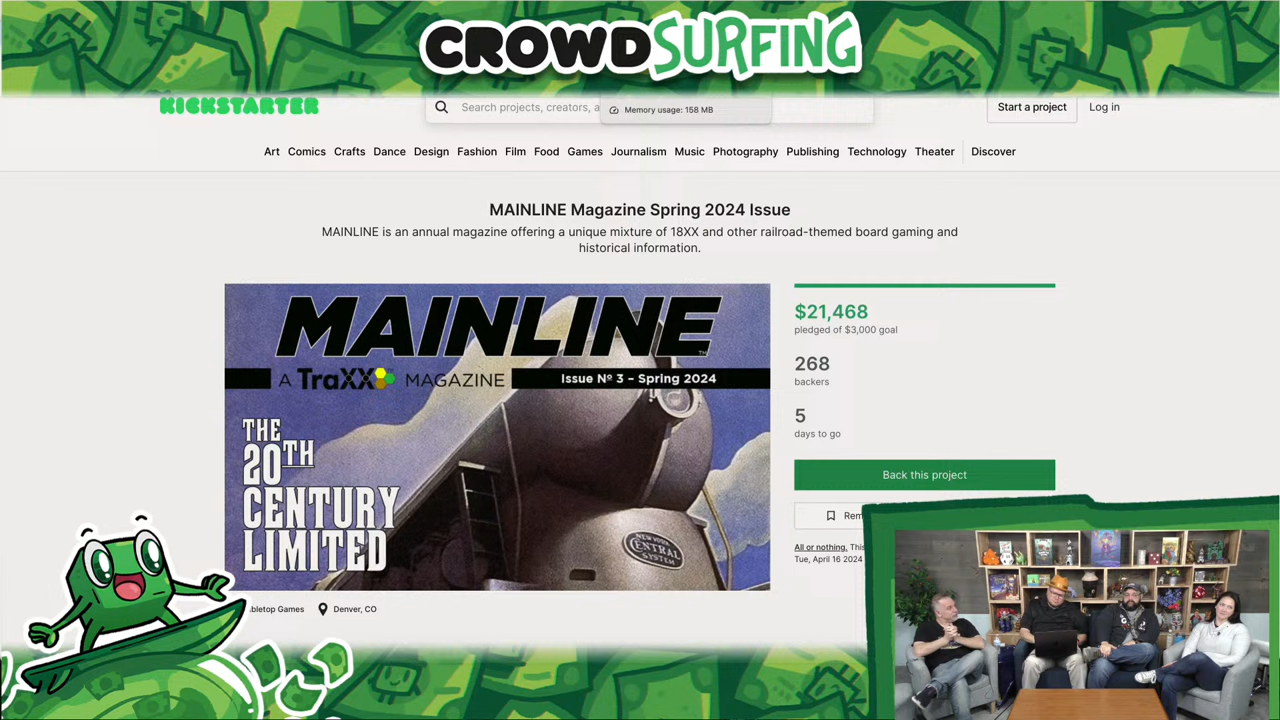 CROWDSURFING
KICKSTARTER
Search projects, creators, a
Memory usage: 158 MB
Start a project
Log in
Art Comics Crafts Dance Design Fashion Film Food Games Journalism Music Photography Publishing Technology Theater Discover
MAINLINE Magazine Spring 2024 Issue
MAINLINE is an annual magazine offering a unique mixture of 18XX and other railroad-themed board gaming and
historical information.
MAINLINE
TM
A TraXX MAGAZINE
Issue Nº 3 – Spring 2024
THE
20TH
CENTURY
LIMITED
NEW YORK
CENTRAL
SYSTEM
$21,468
pledged of $3,000 goal
268
backers
5
days to go
Back this project
Rem
All or nothing. This
Tue, April 16 2024
bletop Games
Denver, CO